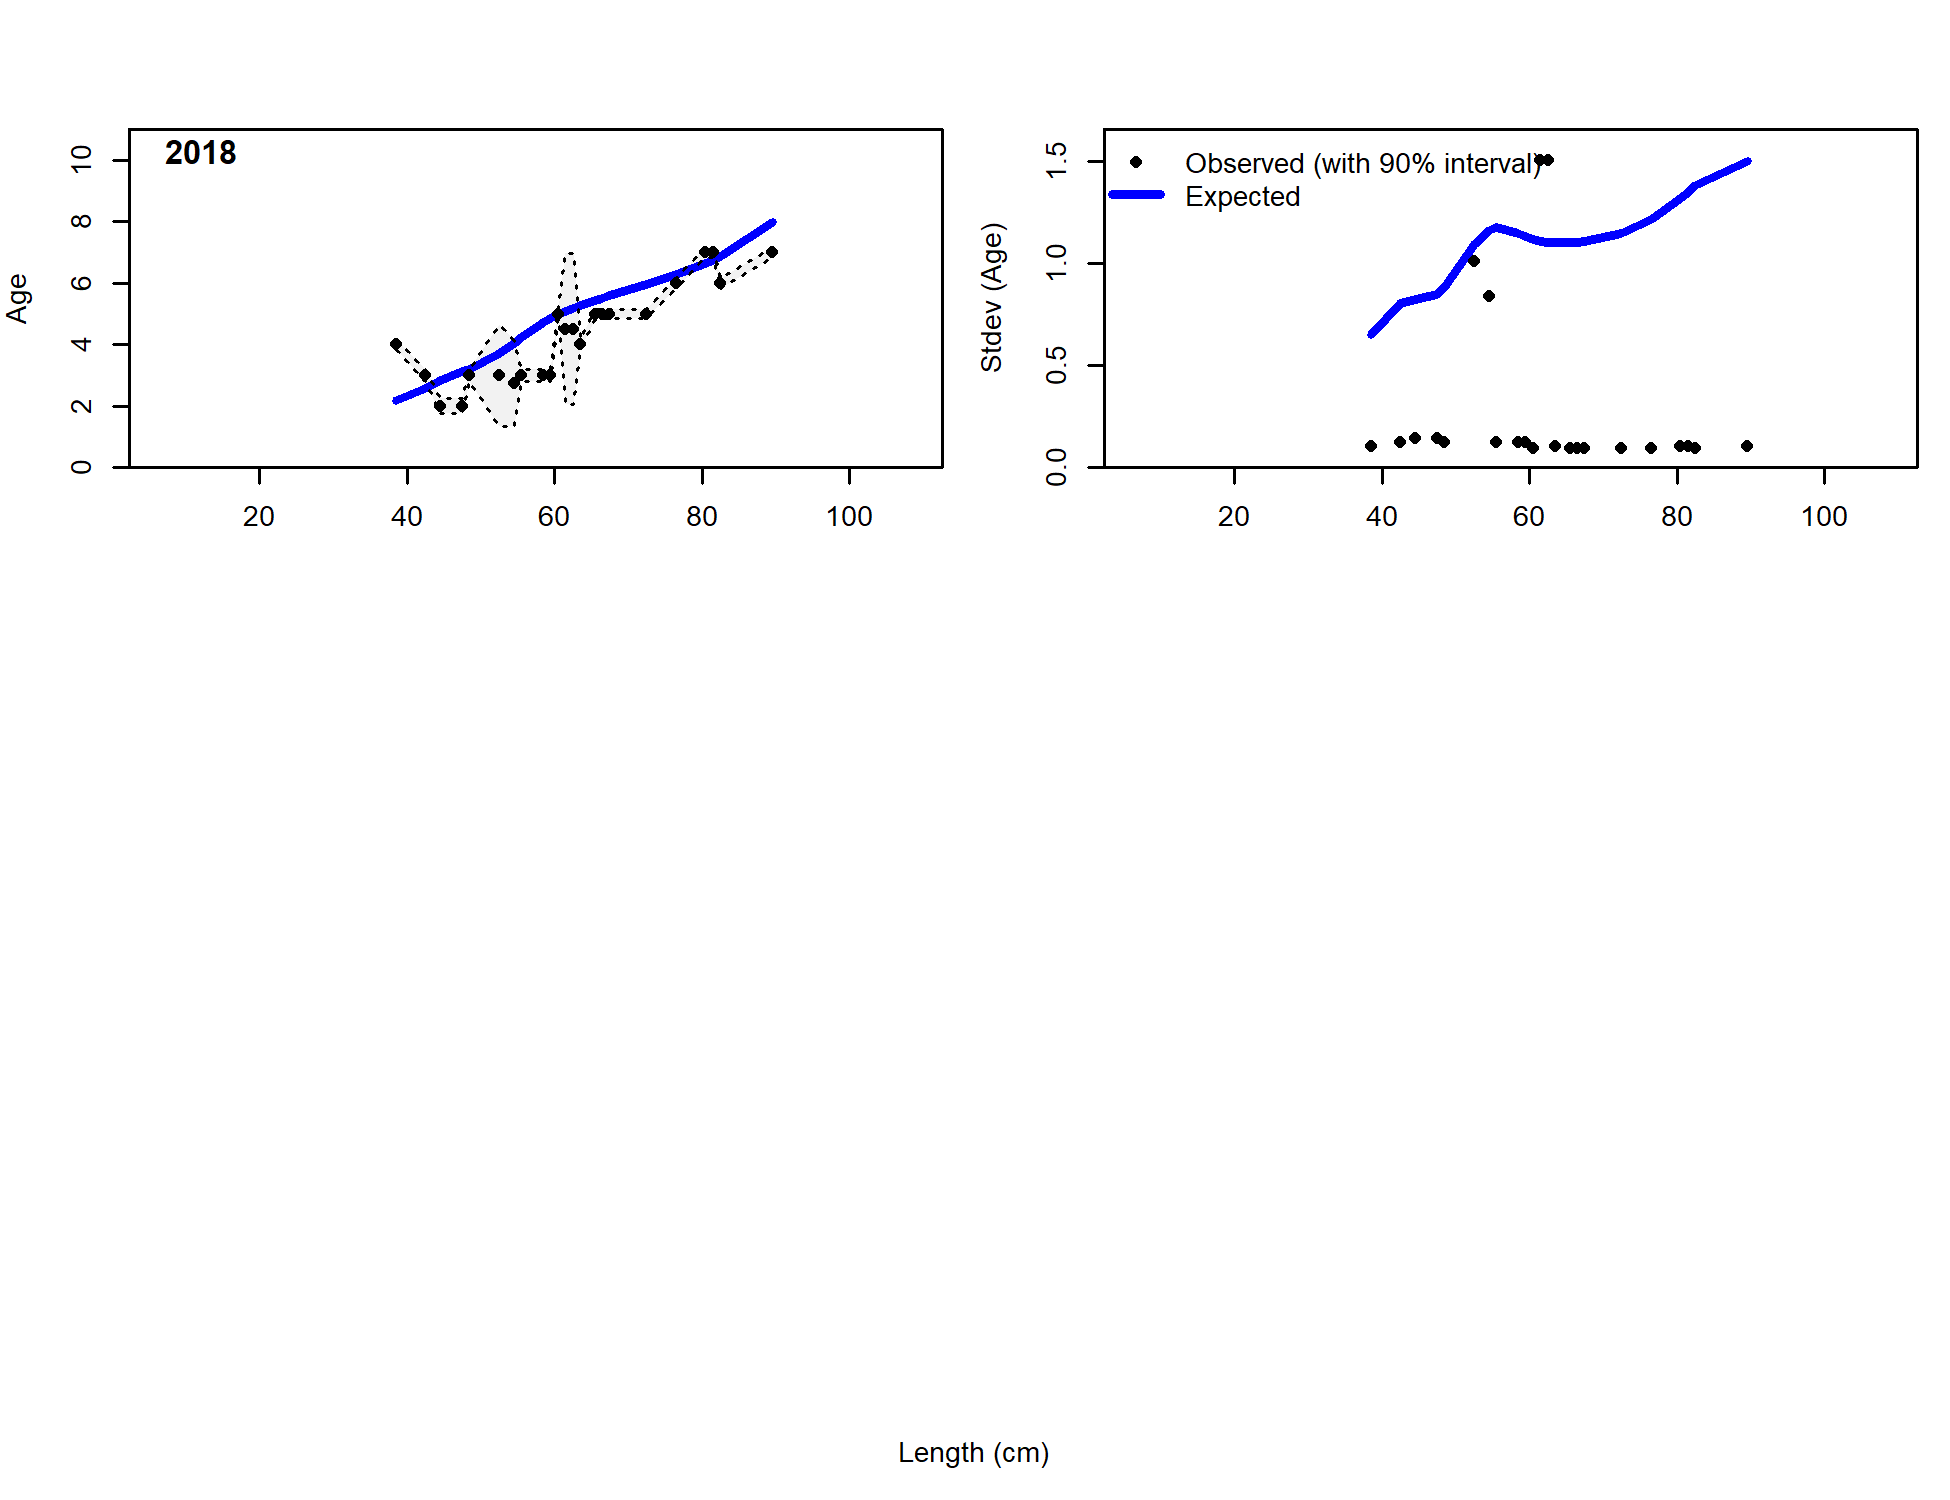 2018
Age
0 2 4 6 8 10
20 40 60 80 100
Observed (with 90% interval)
Expected
Stdev (Age)
0.0 0.5 1.0 1.5
20 40 60 80 100
Length (cm)